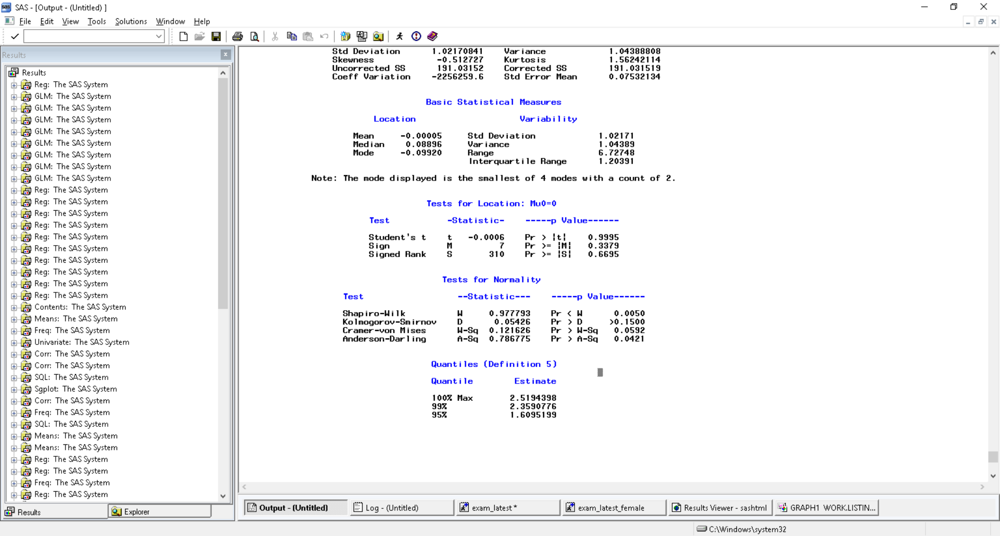 SAS - [Output - (Untitled) ]
File Edit View Tools Solutions Window Help
Results
Results
Reg: The SAS System
GLM: The SAS System
GLM: The SAS System
GLM: The SAS System
GLM: The SAS System
GLM: The SAS System
GLM: The SAS System
GLM: The SAS System
GLM: The SAS System
Reg: The SAS System
Reg: The SAS System
Reg: The SAS System
Reg: The SAS System
Reg: The SAS System
Reg: The SAS System
Reg: The SAS System
Reg: The SAS System
Reg: The SAS System
Reg: The SAS System
Contents: The SAS System
Means: The SAS System
Freq: The SAS System
Univariate: The SAS System
Corr: The SAS System
Corr: The SAS System
SQL: The SAS System
Sgplot: The SAS System
Corr: The SAS System
Freq: The SAS System
SQL: The SAS System
Means: The SAS System
Means: The SAS System
Reg: The SAS System
Reg: The SAS System
Freq: The SAS System
Reg: The SAS System
Results Explorer
Std Deviation 1.02170841 Variance 1.04388808
Skewness -0.512727 Kurtosis 1.56242114
Uncorrected SS 191.03152 Corrected SS 191.031519
Coeff Variation -2256259.6 Std Error Mean 0.07532134
Basic Statistical Measures
Location Variability
Mean -0.00005 Std Deviation 1.02171
Median 0.08896 Variance 1.04389
Mode -0.09920 Range 6.72748
Interquartile Range 1.20391
Note: The mode displayed is the smallest of 4 modes with a count of 2.
Tests for Location: Mu0=0
Test -Statistic- -----p Value------
Student's t t -0.0006 Pr > |t| 0.9995
Sign M 7 Pr >= |M| 0.3379
Signed Rank S 310 Pr >= |S| 0.6695
Tests for Normality
Test --Statistic--- -----p Value------
Shapiro-Wilk W 0.977793 Pr < W 0.0050
Kolmogorov-Smirnov D 0.05426 Pr > D >0.1500
Cramer-von Mises W-Sq 0.121626 Pr > W-Sq 0.0592
Anderson-Darling A-Sq 0.786775 Pr > A-Sq 0.0421
Quantiles (Definition 5)
Quantile Estimate
100% Max 2.5194398
99% 2.3590776
95% 1.6095199
Output - (Untitled) Log - (Untitled) exam_latest * exam_latest_female Results Viewer - sashtml GRAPH1 WORK.LISTIN...
C:\Windows\system32